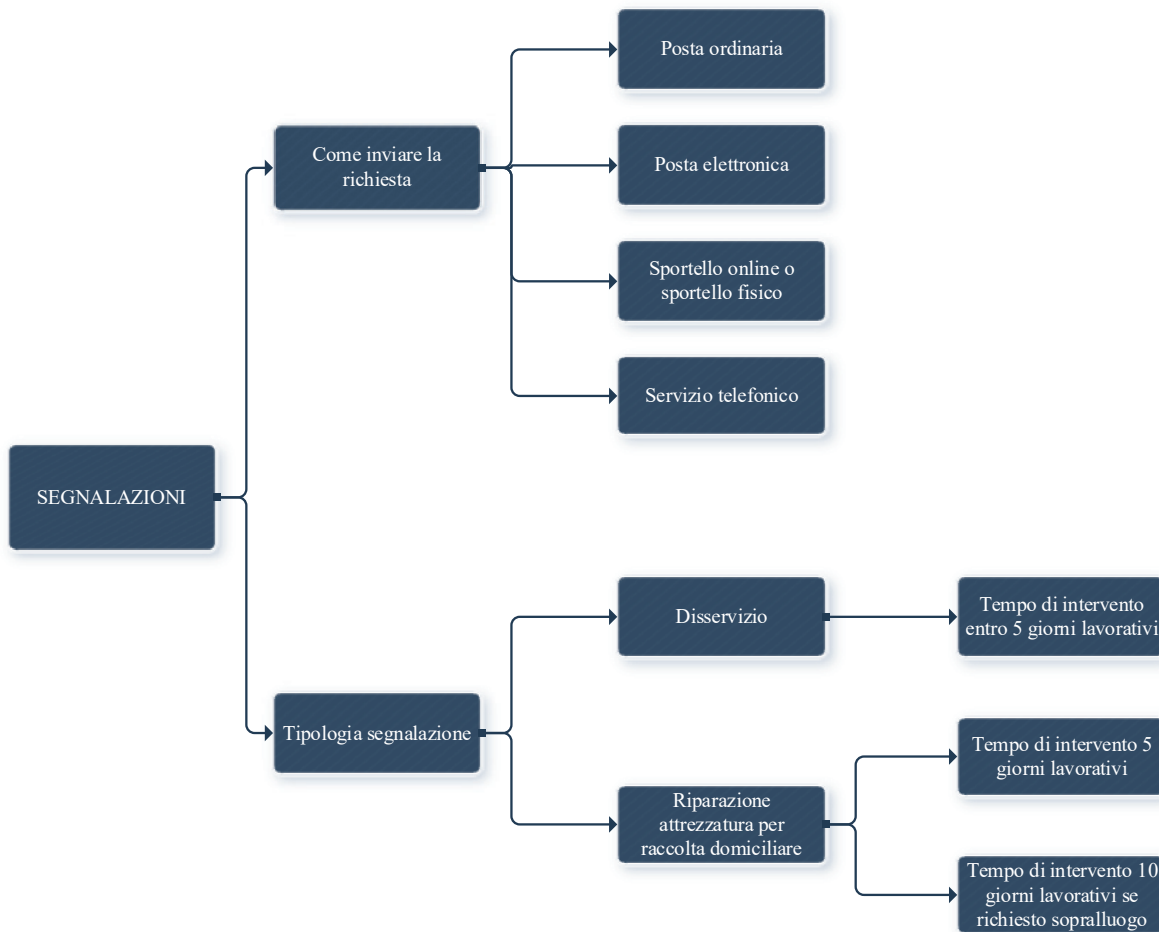 Posta ordinaria
Come inviare la
richiesta
Posta elettronica
Sportello online o
sportello fisico
Servizio telefonico
SEGNALAZIONI
Disservizio
Tempo di intervento
entro 5 giorni lavorativi
Tipologia segnalazione
Tempo di intervento 5
giorni lavorativi
Riparazione
attrezzatura per
raccolta domiciliare
Tempo di intervento 10
giorni lavorativi se
richiesto sopralluogo